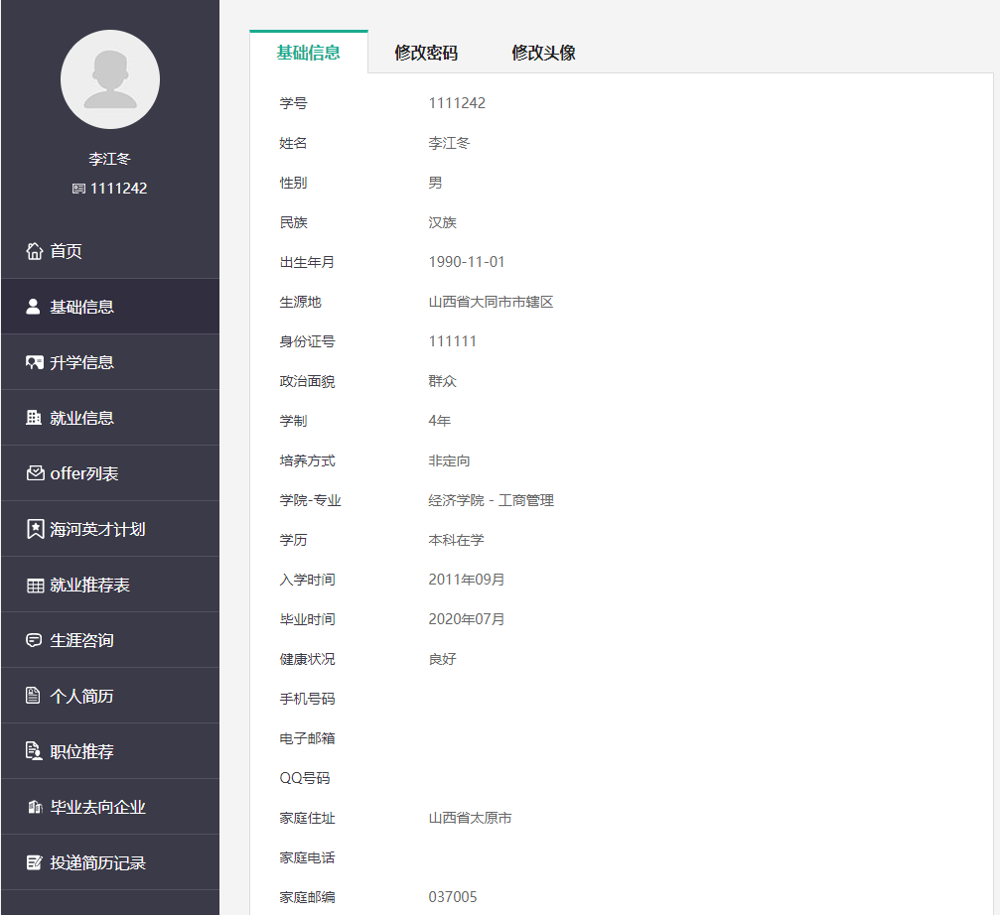 李江冬
1111242
首页
基础信息
升学信息
就业信息
offer列表
海河英才计划
就业推荐表
生涯咨询
个人简历
职位推荐
毕业去向企业
投递简历记录
基础信息 修改密码 修改头像
学号 1111242
姓名 李江冬
性别 男
民族 汉族
出生年月 1990-11-01
生源地 山西省大同市市辖区
身份证号 111111
政治面貌 群众
学制 4年
培养方式 非定向
学院-专业 经济学院 - 工商管理
学历 本科在学
入学时间 2011年09月
毕业时间 2020年07月
健康状况 良好
手机号码
电子邮箱
QQ号码
家庭住址 山西省太原市
家庭电话
家庭邮编 037005